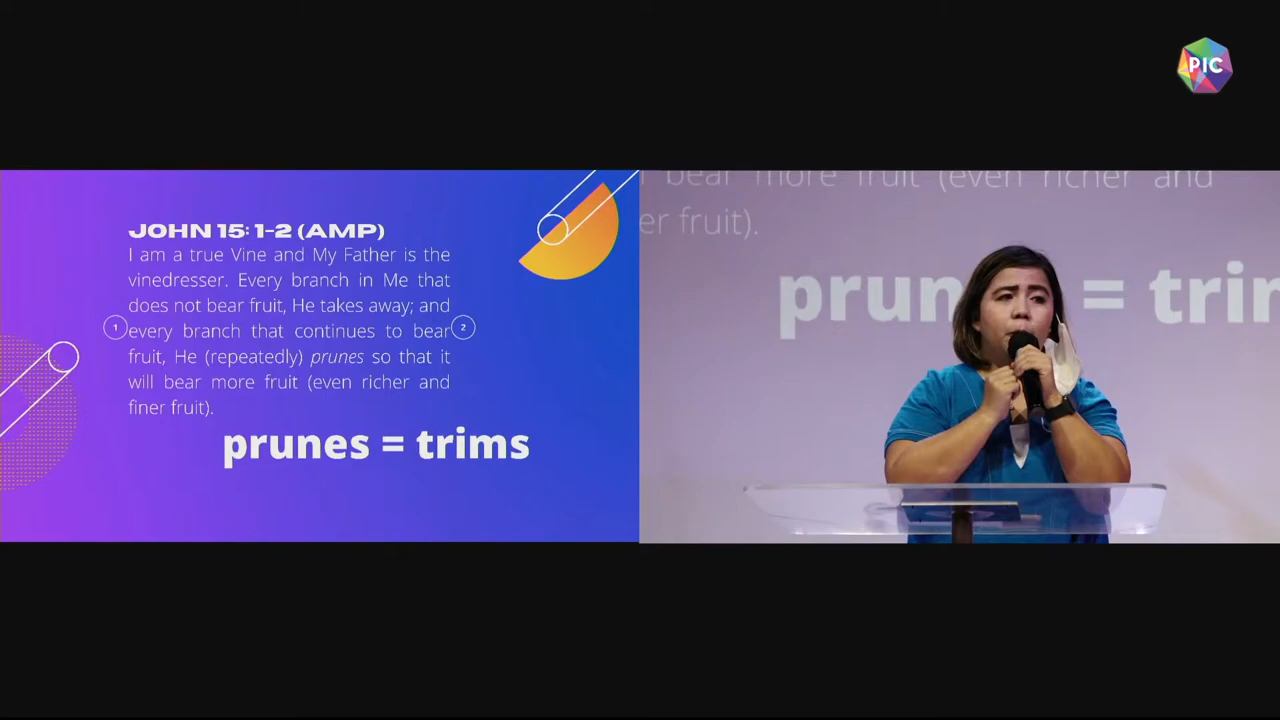 PIC
JOHN 15: 1-2 (AMP)
I am a true Vine and My Father is the
vinedresser. Every branch in Me that
does not bear fruit, He takes away; and
1
every branch that continues to bear
2
fruit, He (repeatedly) prunes so that it
will bear more fruit (even richer and
finer fruit).
prunes = trims
bear more fruit (even richer and
er fruit).
prun = trim